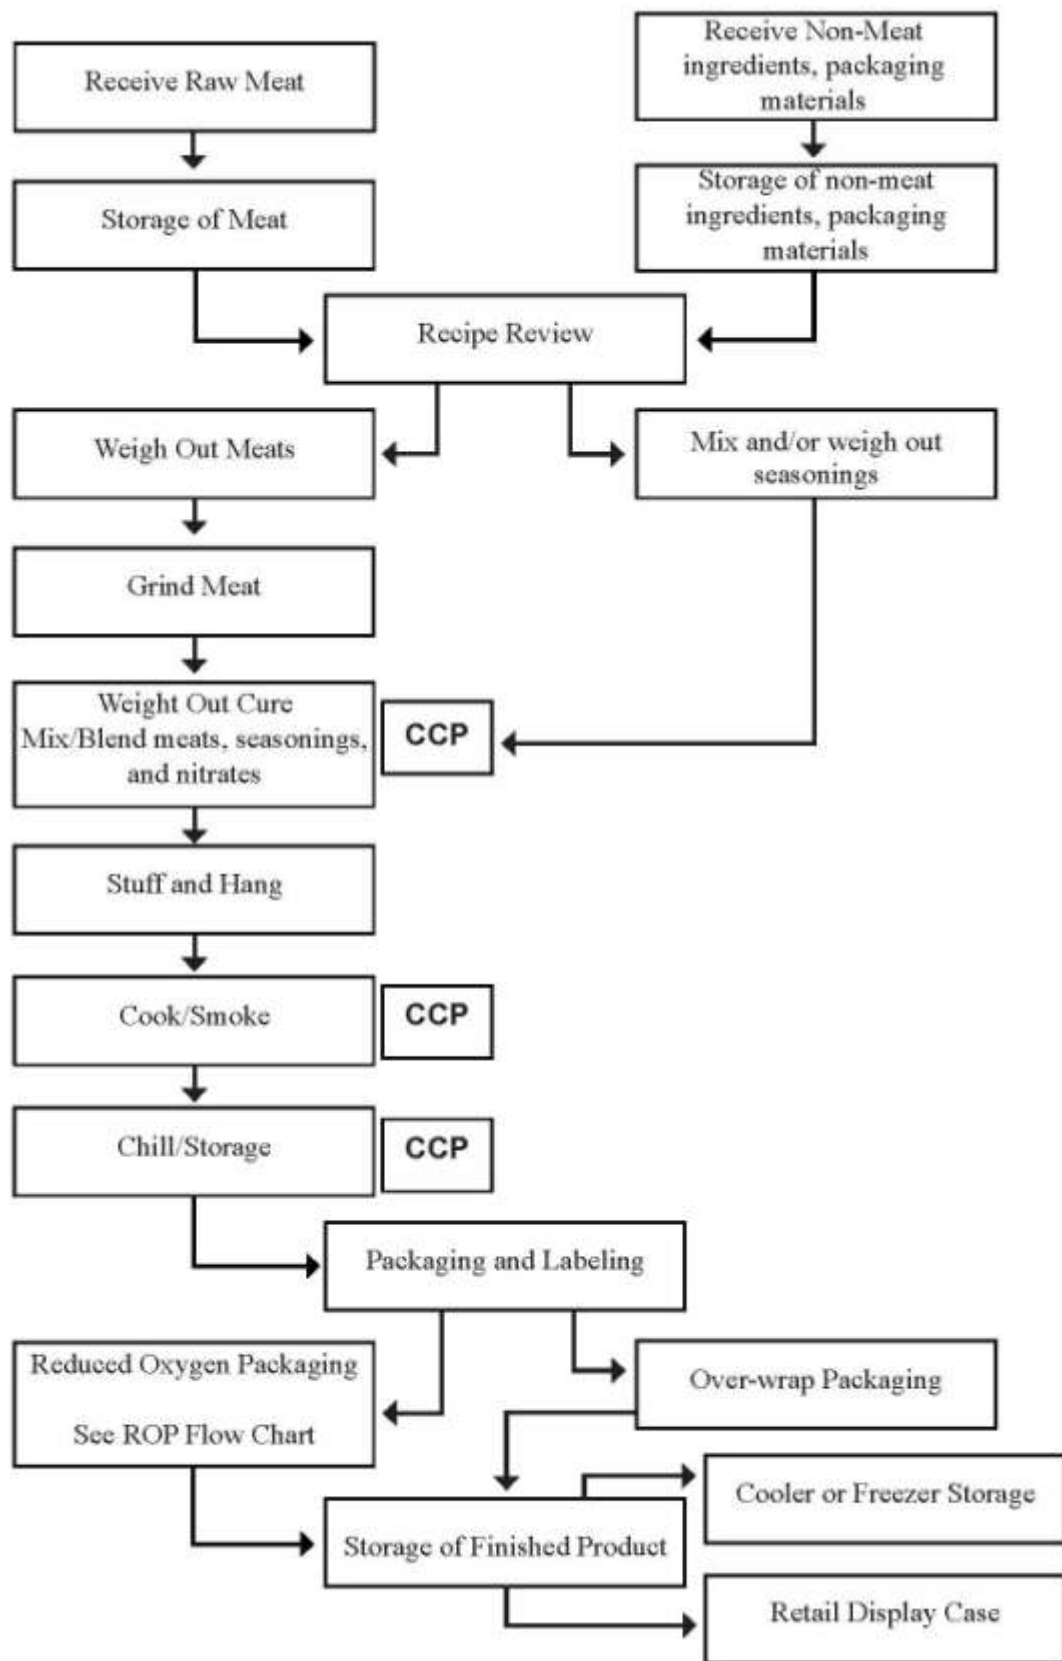 Receive Raw Meat
Receive Non-Meat
ingredients, packaging
materials
Storage of Meat
Storage of non-meat
ingredients, packaging
materials
Recipe Review
Weigh Out Meats
Mix and/or weigh out
seasonings
Grind Meat
Weight Out Cure
Mix/Blend meats, seasonings,
and nitrates
CCP
Stuff and Hang
Cook/Smoke
CCP
Chill/Storage
CCP
Packaging and Labeling
Reduced Oxygen Packaging
See ROP Flow Chart
Over-wrap Packaging
Cooler or Freezer Storage
Storage of Finished Product
Retail Display Case